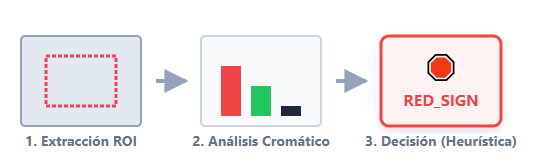 RED_SIGN
1. Extracción ROI
2. Análisis Cromático
3. Decisión (Heurística)